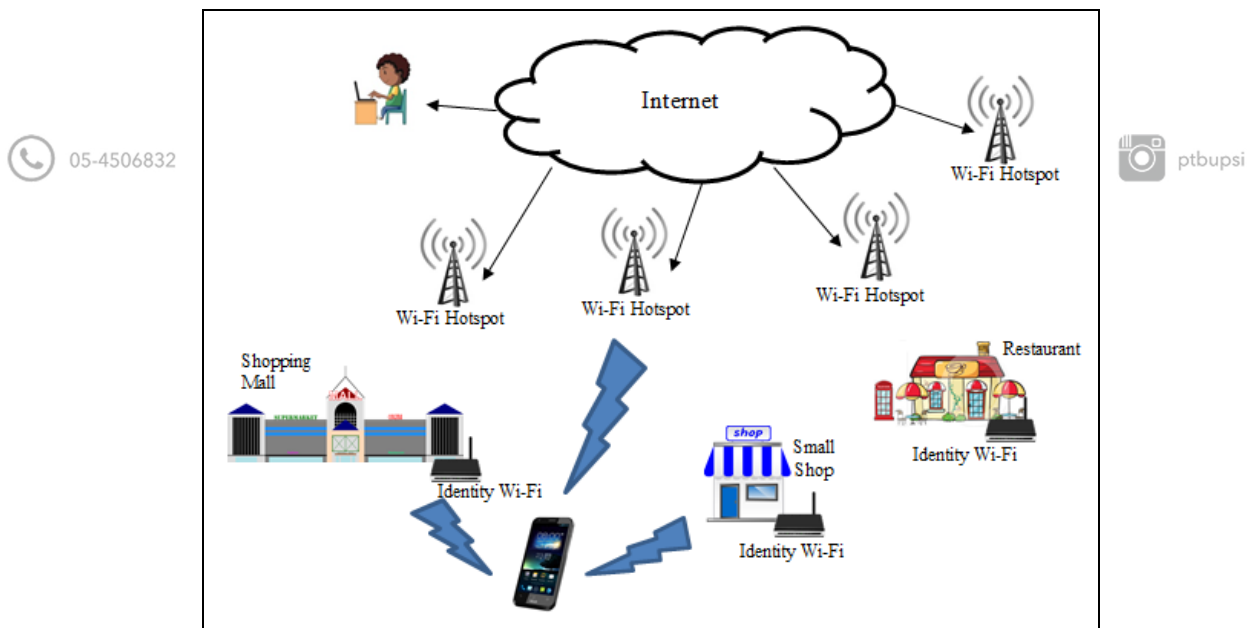 Internet
05-4506832
ptbupsi
Wi-Fi Hotspot
Wi-Fi Hotspot
Wi-Fi Hotspot
Wi-Fi Hotspot
Shopping
Mall
Restaurant
MALL
SUPERMARKET
shop
Small
Shop
Identity Wi-Fi
Identity Wi-Fi
Identity Wi-Fi